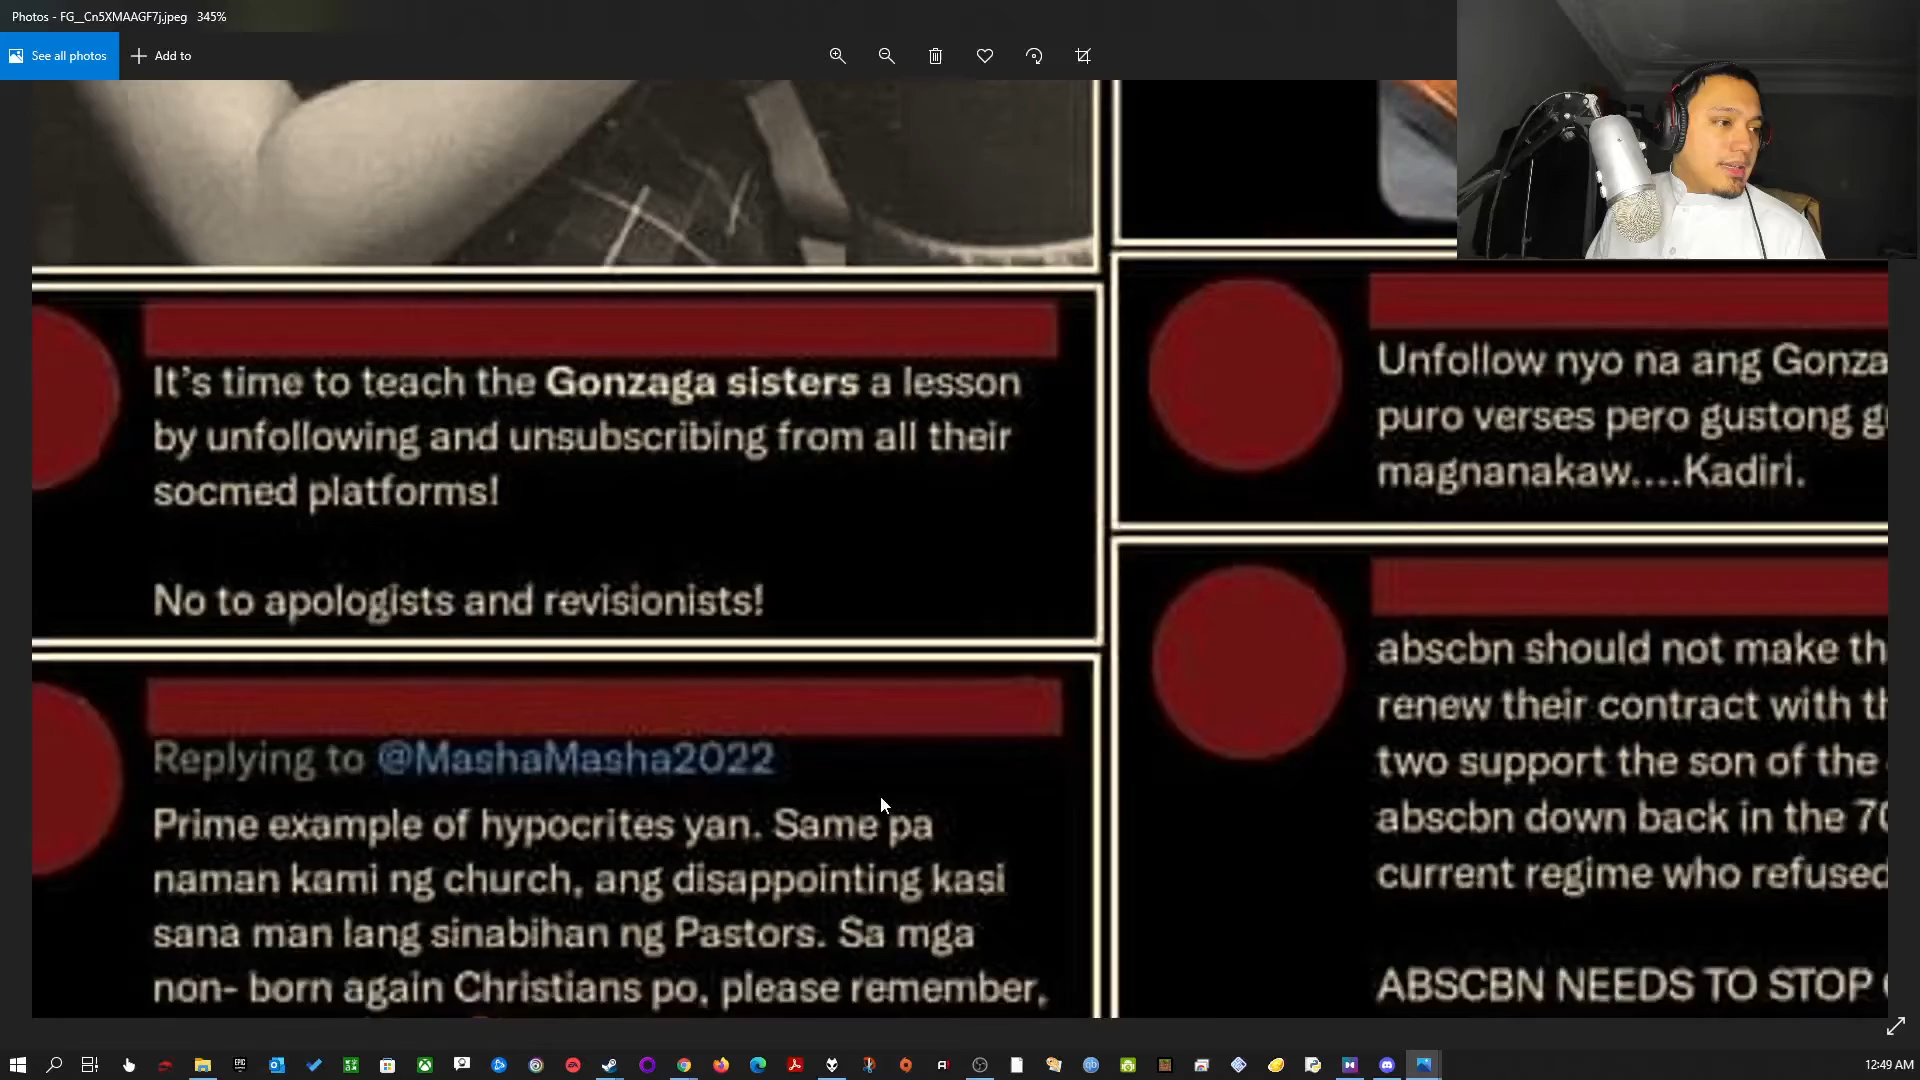 Photos - FG_Cn5XMAAGF7j.jpeg 345%
See all photos
Add to
It's time to teach the Gonzaga sisters a lesson
by unfollowing and unsubscribing from all their
socmed platforms!
No to apologists and revisionists!
Replying to @MashaMasha2022
Prime example of hypocrites yan. Same pa
naman kami ng church, ang disappointing kasi
sana man lang sinabihan ng Pastors. Sa mga
non- born again Christians po, please remember,
Unfollow nyo na ang Gonza
puro verses pero gustong g
magnanakaw....Kadiri.
abscbn should not make th
renew their contract with th
two support the son of the
abscbn down back in the 70
current regime who refused
ABSCBN NEEDS TO STOP
12:49 AM